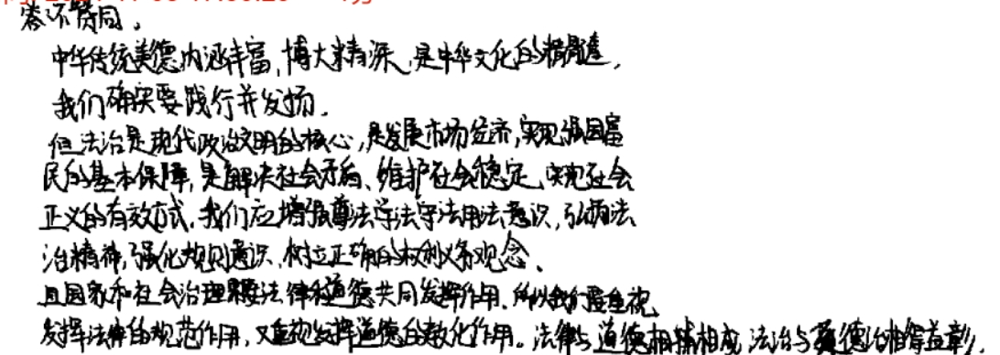 答：不赞同。
中华传统美德内涵丰富，博大精深，是中华文化的精髓，
我们确实要践行并发扬。
但法治是现代政治文明的核心，是发展市场经济，实现强国富
民的基本保障，是解决社会矛盾、维护社会稳定、实现社会
正义的有效方式。我们应增强尊法学法守法用法意识，弘扬法
治精神，强化规则意识，树立正确的权利义务观念。
且国家和社会治理需要法律和道德共同发挥作用。所以我们要重视
发挥法律的规范作用，又重视发挥道德的教化作用。法律与道德相辅相成，法治与德治相得益彰。